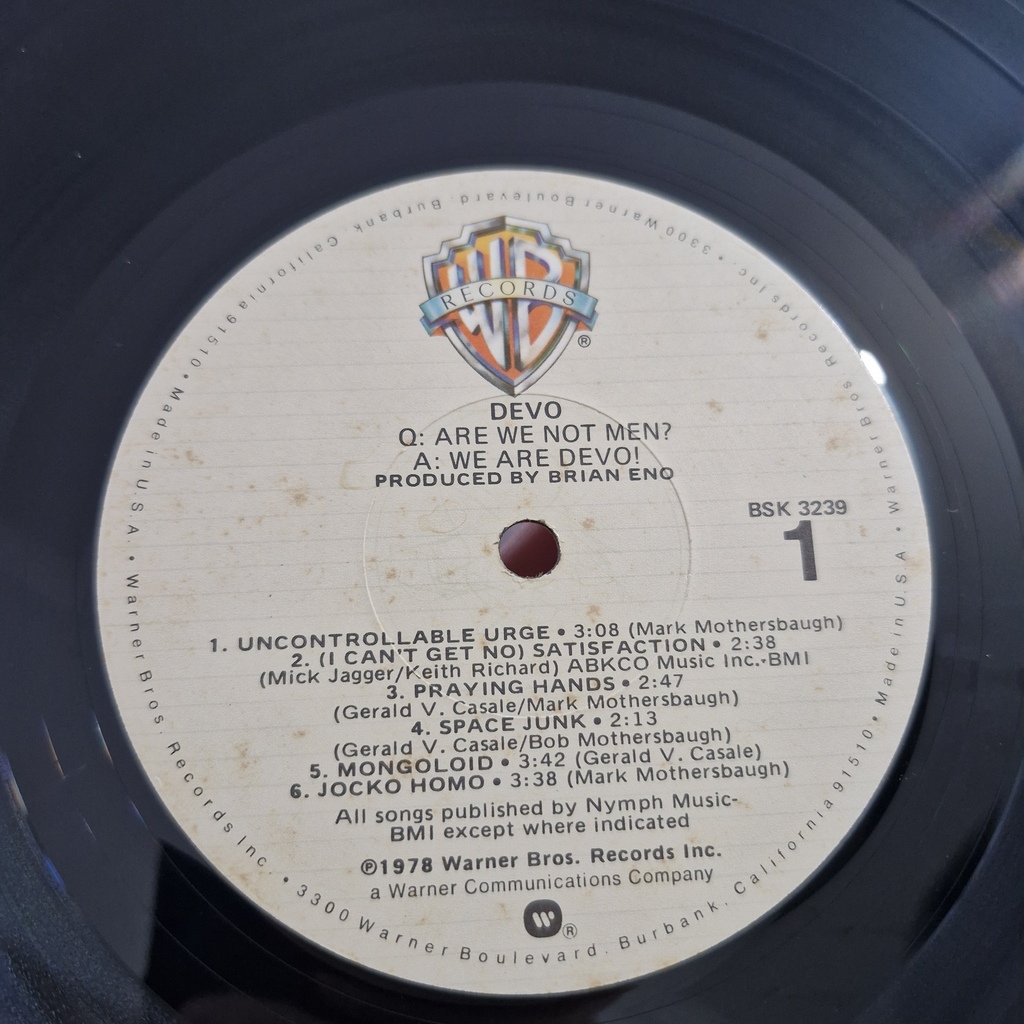 WB
RECORDS
®
DEVO
Q: ARE WE NOT MEN?
A: WE ARE DEVO!
PRODUCED BY BRIAN ENO
BSK 3239
1
1. UNCONTROLLABLE URGE • 3:08 (Mark Mothersbaugh)
2. (I CAN'T GET NO) SATISFACTION • 2:38
(Mick Jagger/Keith Richard) ABKCO Music Inc.-BMI
3. PRAYING HANDS • 2:47
(Gerald V. Casale/Mark Mothersbaugh)
4. SPACE JUNK • 2:13
(Gerald V. Casale/Bob Mothersbaugh)
5. MONGOLOID • 3:42 (Gerald V. Casale)
6. JOCKO HOMO • 3:38 (Mark Mothersbaugh)
All songs published by Nymph Music-
BMI except where indicated
℗1978 Warner Bros. Records Inc.
a Warner Communications Company
W ®
Warner Bros. Records Inc. • 3300 Warner Boulevard. Burbank. California 91510 • Made in U.S.A. • Warner Bros. Records Inc. • 3300 Warner Boulevard. Burbank. California 91510 • Made in U.S.A. •